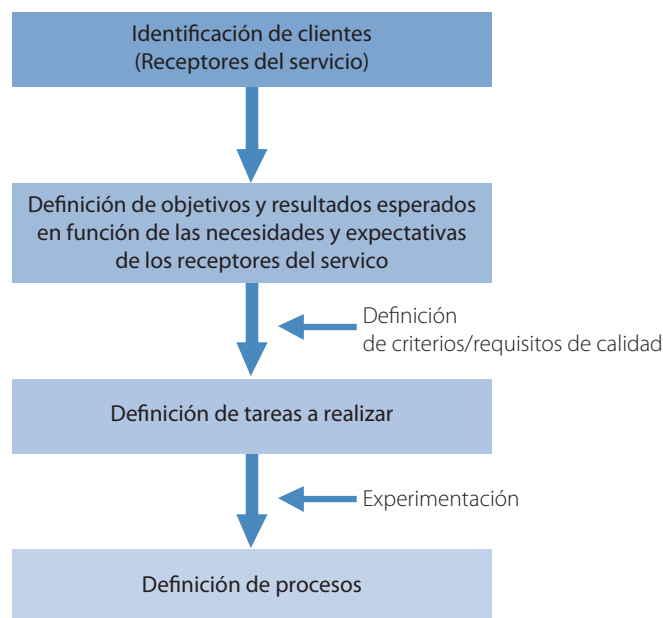 Identificación de clientes
(Receptores del servicio)
Definición de objetivos y resultados esperados
en función de las necesidades y expectativas
de los receptores del servico
Definición
de criterios/requisitos de calidad
Definición de tareas a realizar
Experimentación
Definición de procesos